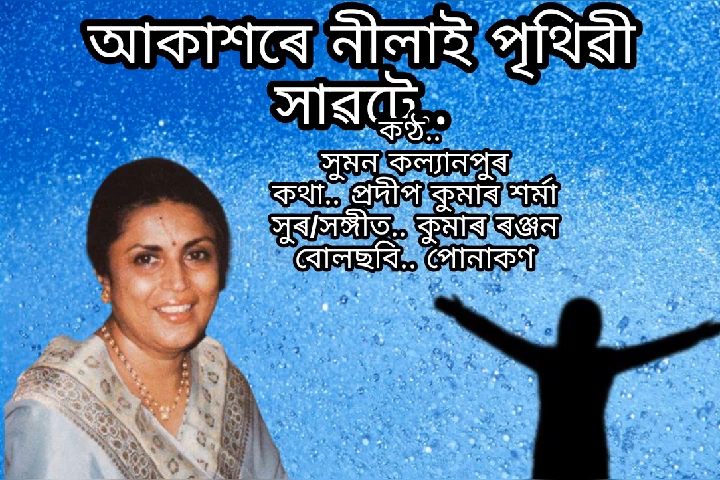 আকাশৰে নীলাই পৃথিৱী
সাৱটে..
কণ্ঠ..
সুমন কল্যানপুৰ
কথা.. প্ৰদীপ কুমাৰ শৰ্মা
সুৰ/সঙ্গীত.. কুমাৰ ৰঞ্জন
বোলছবি.. পোনাকণ